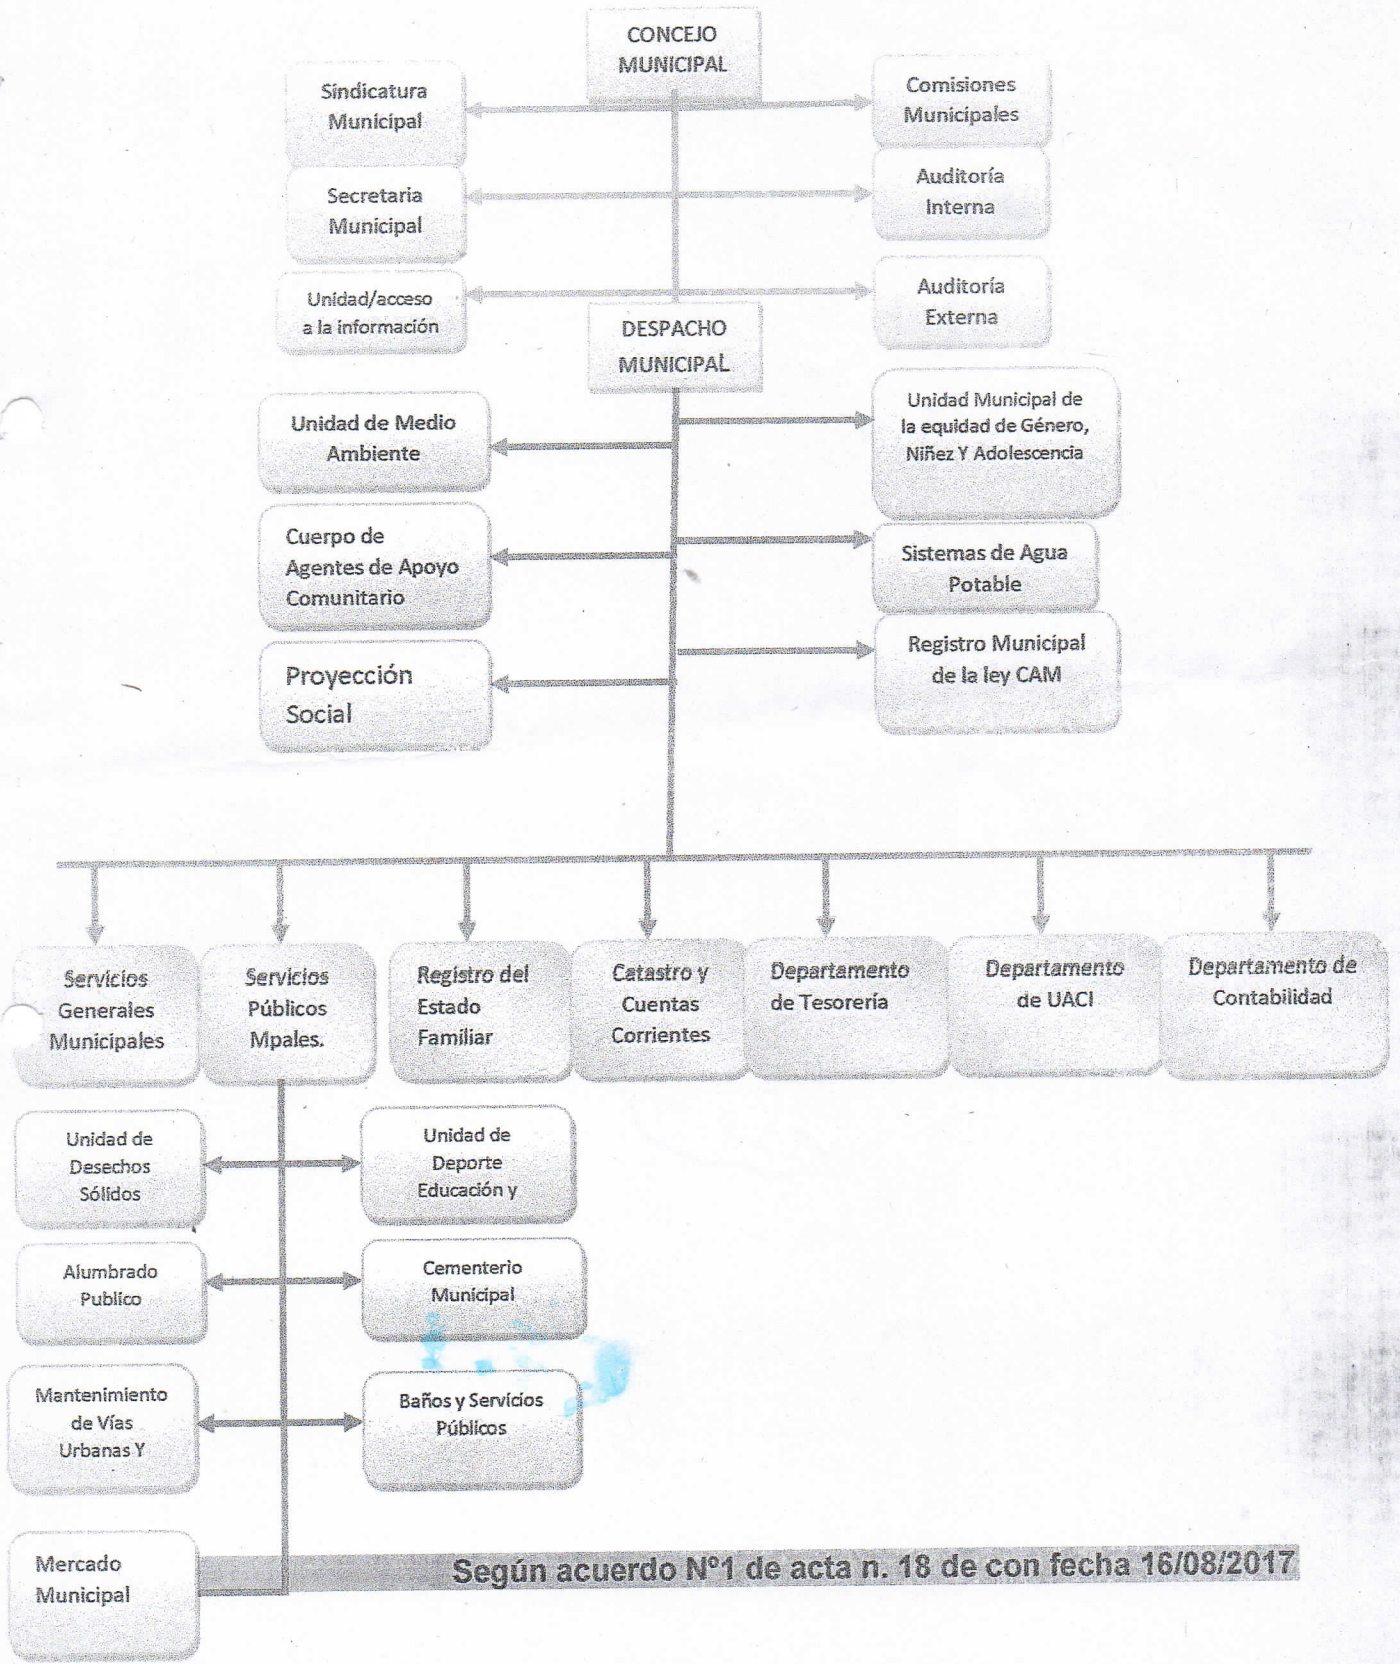 CONCEJO
MUNICIPAL
Sindicatura
Municipal
Comisiones
Municipales
Secretaria
Municipal
Auditoría
Interna
Unidad/acceso
a la información
Auditoría
Externa
DESPACHO
MUNICIPAL
Unidad de Medio
Ambiente
Unidad Municipal de
la equidad de Género,
Niñez Y Adolescencia
Cuerpo de
Agentes de Apoyo
Comunitario
Sistemas de Agua
Potable
Proyección
Social
Registro Municipal
de la ley CAM
Servicios
Generales
Municipales
Servicios
Públicos
Mpales.
Registro del
Estado
Familiar
Catastro y
Cuentas
Corrientes
Departamento
de Tesorería
Departamento
de UACI
Departamento de
Contabilidad
Unidad de
Desechos
Sólidos
Unidad de
Deporte
Educación y
Alumbrado
Publico
Cementerio
Municipal
Mantenimiento
de Vías
Urbanas Y
Baños y Servicios
Públicos
Mercado
Municipal
Según acuerdo Nº1 de acta n. 18 de con fecha 16/08/2017